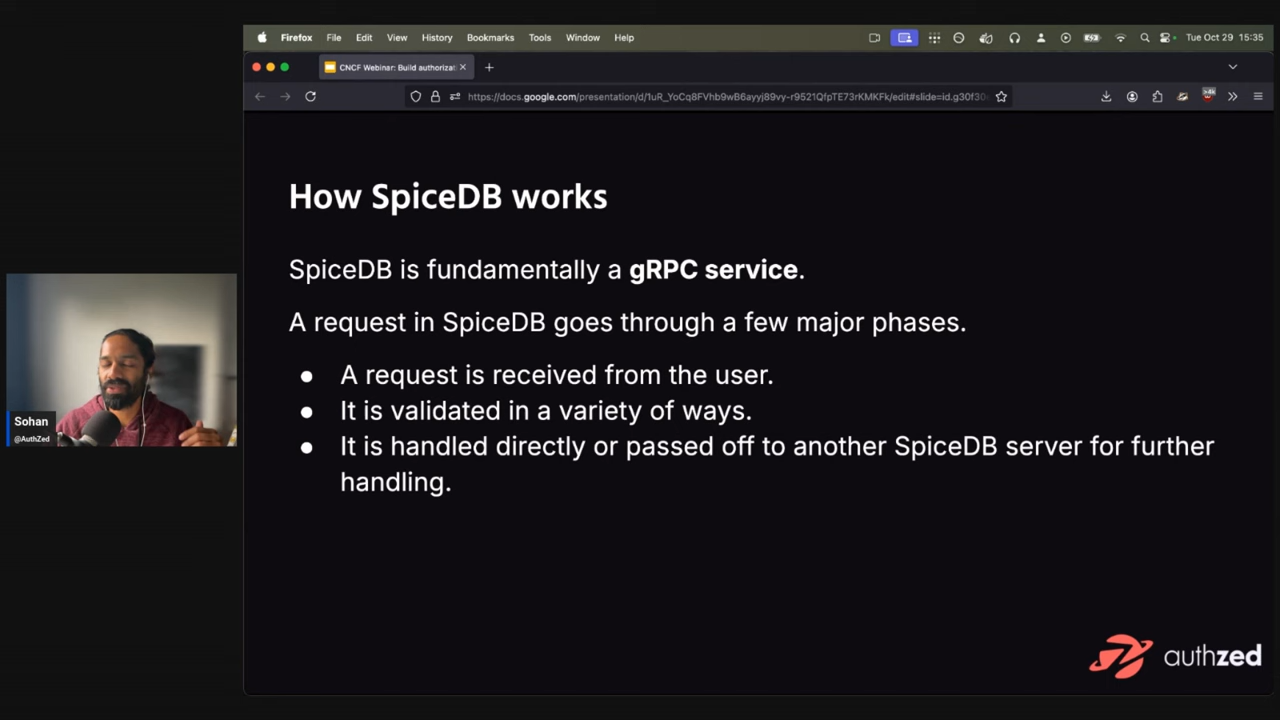 Firefox File Edit View History Bookmarks Tools Window Help
Tue Oct 29 15:35
CNCF Webinar: Build authorizat
How SpiceDB works
SpiceDB is fundamentally a gRPC service.
A request in SpiceDB goes through a few major phases.
● A request is received from the user.
● It is validated in a variety of ways.
● It is handled directly or passed off to another SpiceDB server for further
handling.
Sohan
@AuthZed
authzed